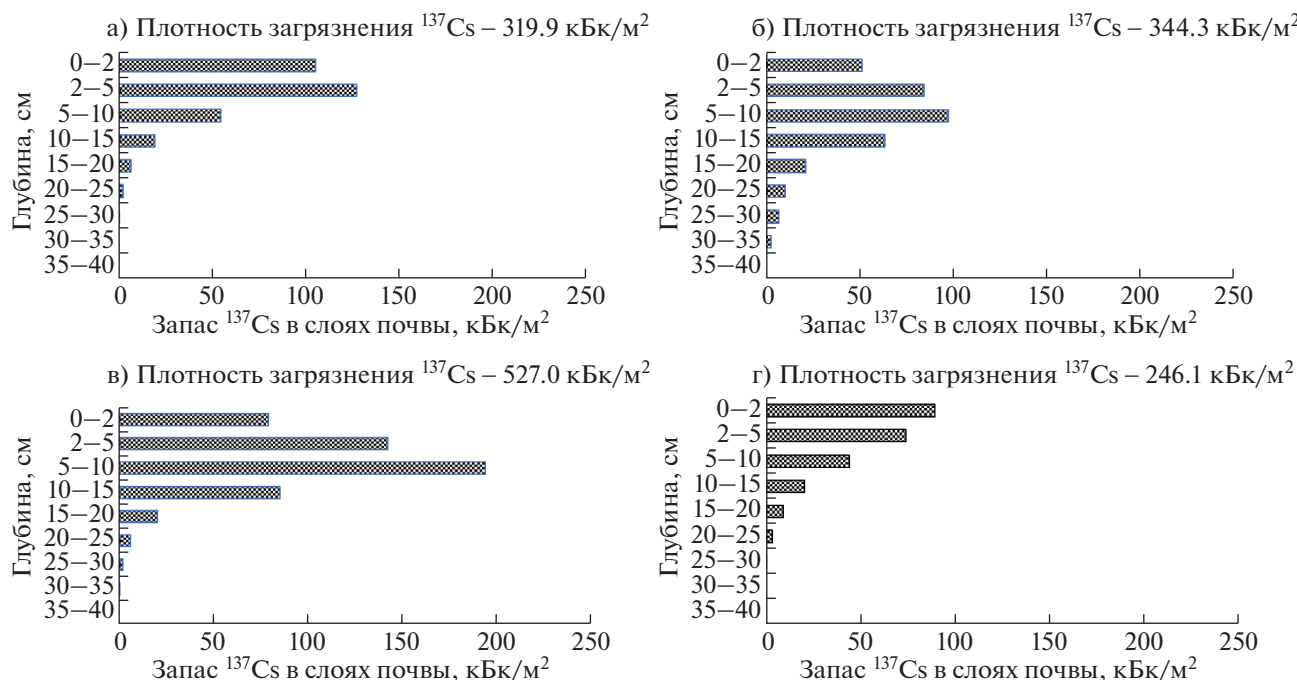 а) Плотность загрязнения ¹³⁷Cs – 319.9 кБк/м²
Глубина, см
0–2
2–5
5–10
10–15
15–20
20–25
25–30
30–35
35–40
0 50 100 150 200 250
Запас ¹³⁷Cs в слоях почвы, кБк/м²
б) Плотность загрязнения ¹³⁷Cs – 344.3 кБк/м²
Глубина, см
0–2
2–5
5–10
10–15
15–20
20–25
25–30
30–35
35–40
0 50 100 150 200 250
Запас ¹³⁷Cs в слоях почвы, кБк/м²
в) Плотность загрязнения ¹³⁷Cs – 527.0 кБк/м²
Глубина, см
0–2
2–5
5–10
10–15
15–20
20–25
25–30
30–35
35–40
0 50 100 150 200 250
Запас ¹³⁷Cs в слоях почвы, кБк/м²
г) Плотность загрязнения ¹³⁷Cs – 246.1 кБк/м²
Глубина, см
0–2
2–5
5–10
10–15
15–20
20–25
25–30
30–35
35–40
0 50 100 150 200 250
Запас ¹³⁷Cs в слоях почвы, кБк/м²